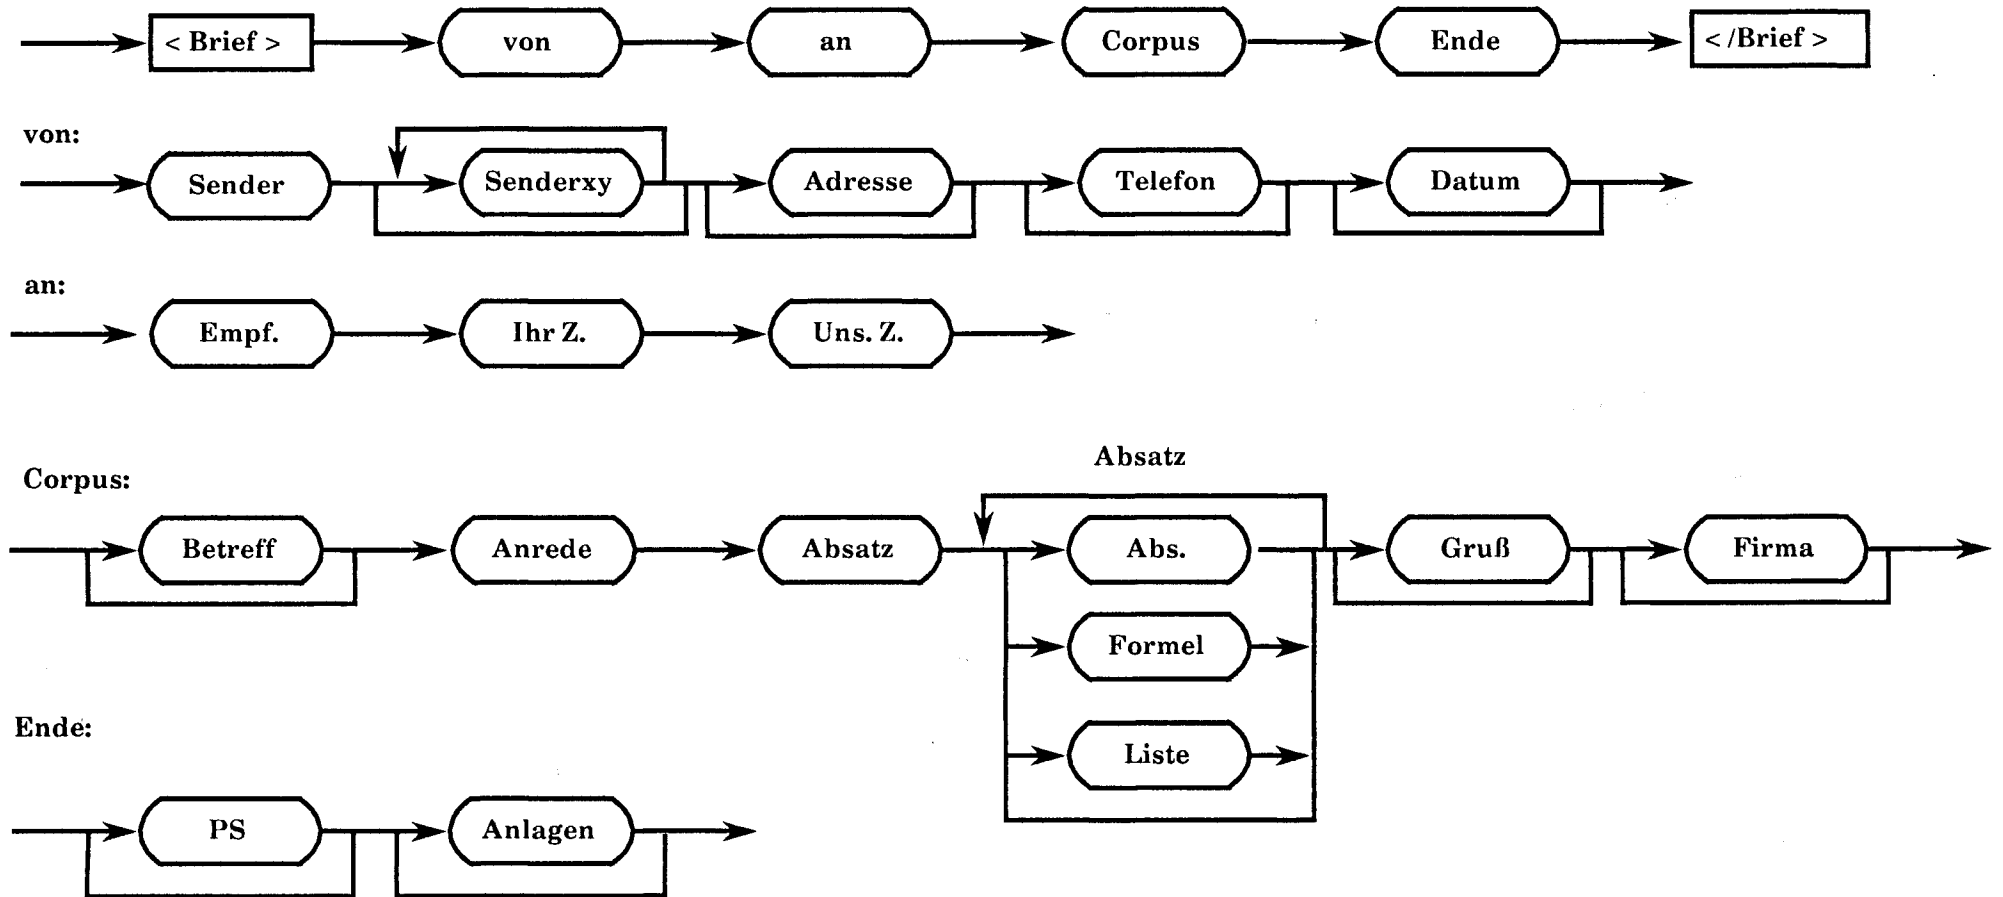 < Brief > von an Corpus Ende < /Brief >
von:
Sender Senderxy Adresse Telefon Datum
an:
Empf. Ihr Z. Uns. Z.
Absatz
Corpus:
Betreff Anrede Absatz Abs. Gruß Firma
Formel
Ende:
Liste
PS Anlagen